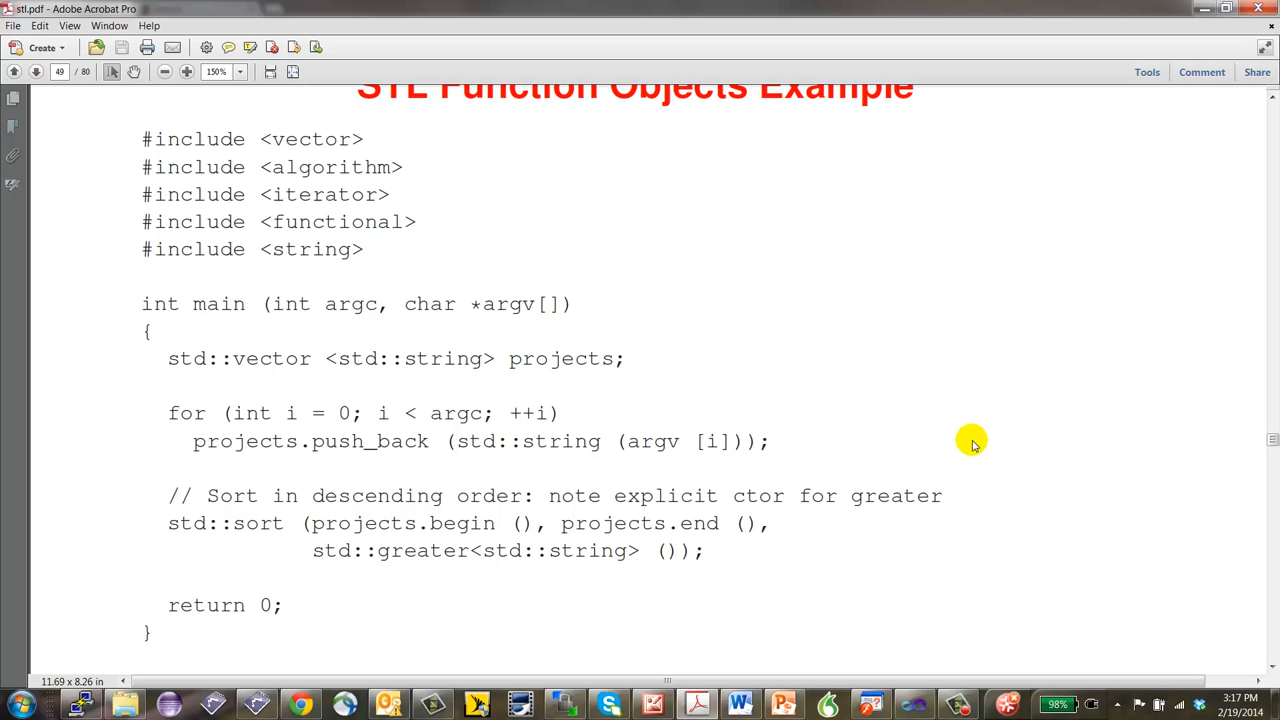 stl.pdf - Adobe Acrobat Pro
File Edit View Window Help
Create
49 / 80 150% Tools Comment Share
STL Function Objects Example
#include <vector>
#include <algorithm>
#include <iterator>
#include <functional>
#include <string>
int main (int argc, char *argv[])
{
std::vector <std::string> projects;
for (int i = 0; i < argc; ++i)
projects.push_back (std::string (argv [i]));
// Sort in descending order: note explicit ctor for greater
std::sort (projects.begin (), projects.end (),
std::greater<std::string> ());
return 0;
}
11.69 x 8.26 in
98%
3:17 PM
2/19/2014